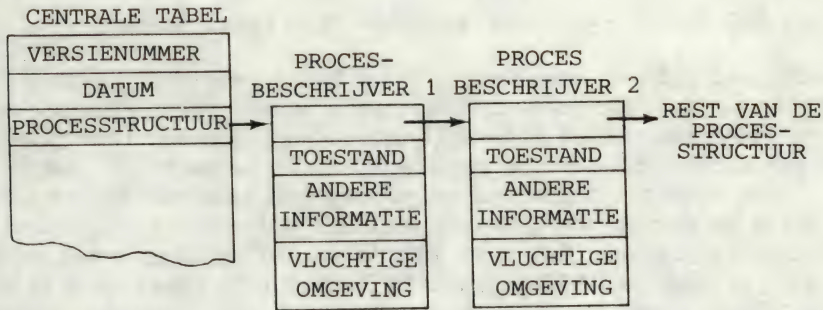 CENTRALE TABEL
VERSIENUMMER
DATUM
PROCESSTRUCTUUR
PROCES-
BESCHRIJVER 1
TOESTAND
ANDERE
INFORMATIE
VLUCHTIGE
OMGEVING
PROCES
BESCHRIJVER 2
TOESTAND
ANDERE
INFORMATIE
VLUCHTIGE
OMGEVING
REST VAN DE
PROCES-
STRUCTUUR